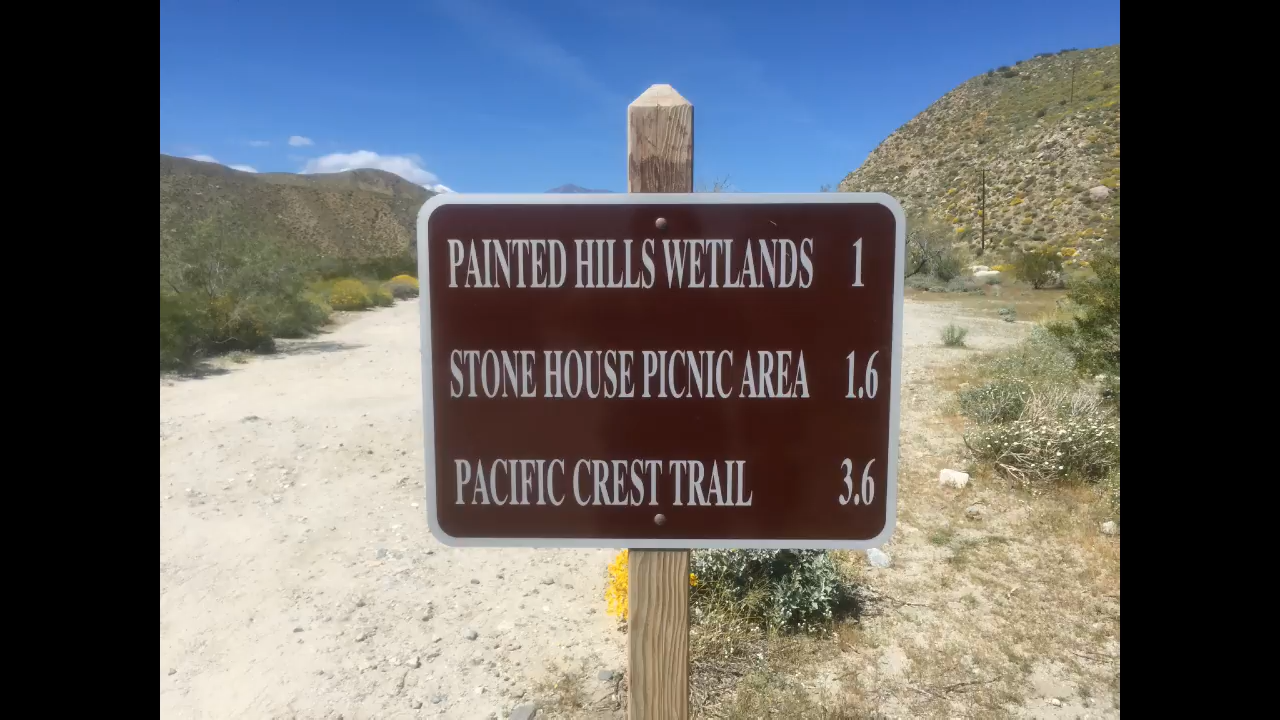 PAINTED HILLS WETLANDS 1
STONE HOUSE PICNIC AREA 1.6
PACIFIC CREST TRAIL 3.6